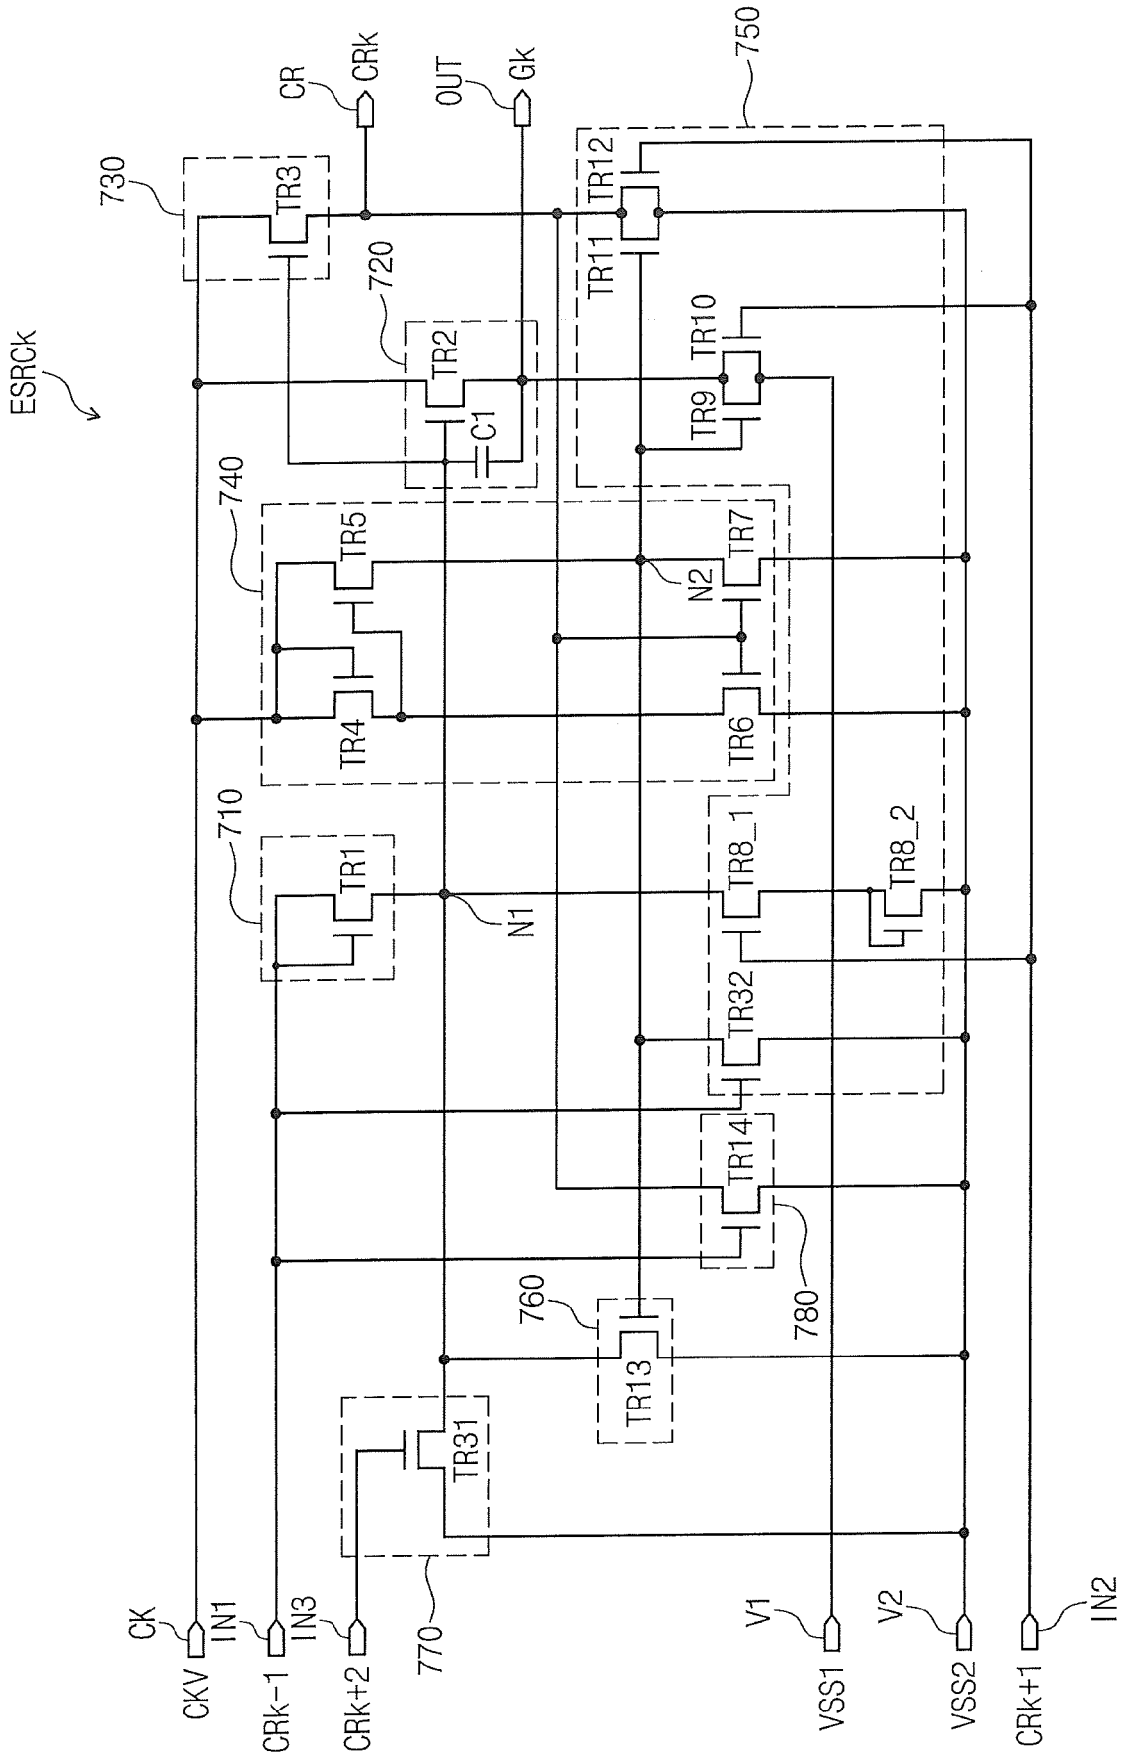 ESRCk
730
TR3
CR
CRk
720
TR2
C1
OUT
Gk
740
TR4
TR5
TR6
TR7
N2
750
TR11
TR12
TR9
TR10
710
TR1
N1
TR8_1
TR8_2
TR32
TR14
780
760
TR13
TR31
770
CK
CKV
IN1
CRk-1
IN3
CRk+2
V1
VSS1
V2
VSS2
IN2
CRk+1